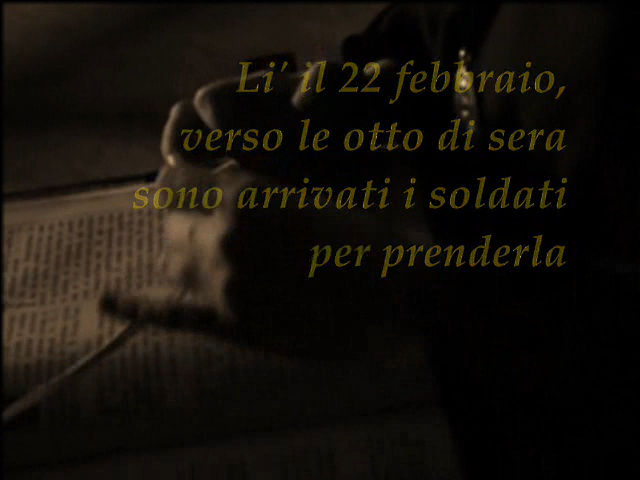 Li' il 22 febbraio,
verso le otto di sera
sono arrivati i soldati
per prenderla